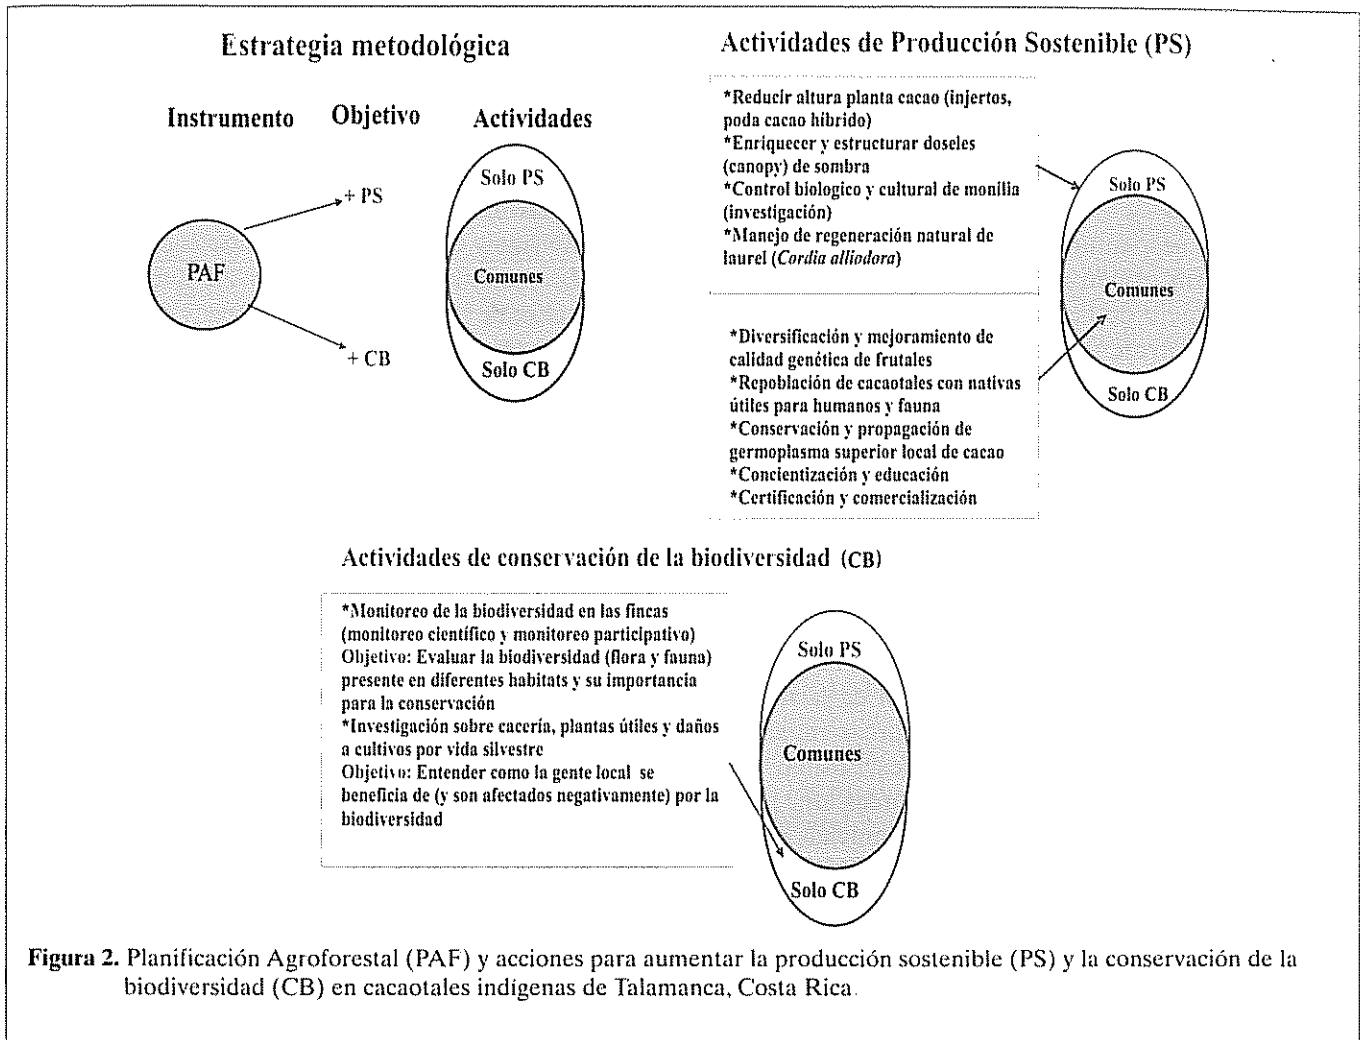 Estrategia metodológica
Instrumento Objetivo Actividades
Solo PS
+ PS
PAF
Comunes
+ CB
Solo CB
Actividades de Producción Sostenible (PS)
*Reducir altura planta cacao (injertos,
poda cacao híbrido)
*Enriquecer y estructurar doseles
(canopy) de sombra
*Control biologico y cultural de monilia
(investigación)
*Manejo de regeneración natural de
laurel (Cordia alliodora)
*Diversificación y mejoramiento de
calidad genética de frutales
*Repoblación de cacaotales con nativas
útiles para humanos y fauna
*Conservación y propagación de
germoplasma superior local de cacao
*Concientización y educación
*Certificación y comercialización
Solo PS
Comunes
Solo CB
Actividades de conservación de la biodiversidad (CB)
*Monitoreo de la biodiversidad en las fincas
(monitoreo científico y monitoreo participativo)
Objetivo: Evaluar la biodiversidad (flora y fauna)
presente en diferentes habitats y su importancia
para la conservación
*Investigación sobre cacería, plantas útiles y daños
a cultivos por vida silvestre
Objetivo: Entender como la gente local se
beneficia de (y son afectados negativamente) por la
biodiversidad
Solo PS
Comunes
Solo CB
Figura 2. Planificación Agroforestal (PAF) y acciones para aumentar la producción sostenible (PS) y la conservación de la
biodiversidad (CB) en cacaotales indígenas de Talamanca, Costa Rica.